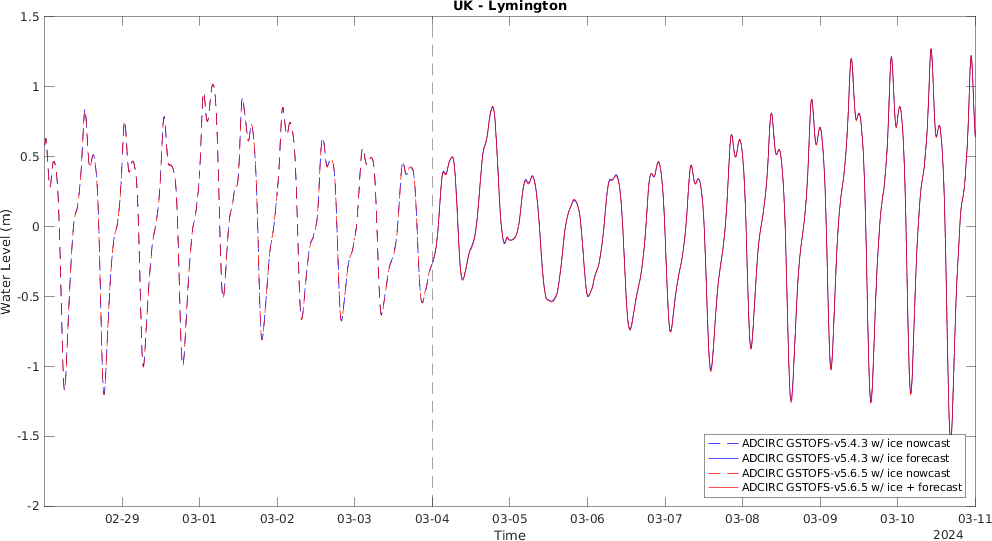 UK - Lymington
1.5
1
0.5
0
-0.5
-1
-1.5
-2
Water Level (m)
ADCIRC GSTOFS-v5.4.3 w/ ice nowcast
ADCIRC GSTOFS-v5.4.3 w/ ice forecast
ADCIRC GSTOFS-v5.6.5 w/ ice nowcast
ADCIRC GSTOFS-v5.6.5 w/ ice + forecast
02-29 03-01 03-02 03-03 03-04 03-05 03-06 03-07 03-08 03-09 03-10 03-11
Time
2024